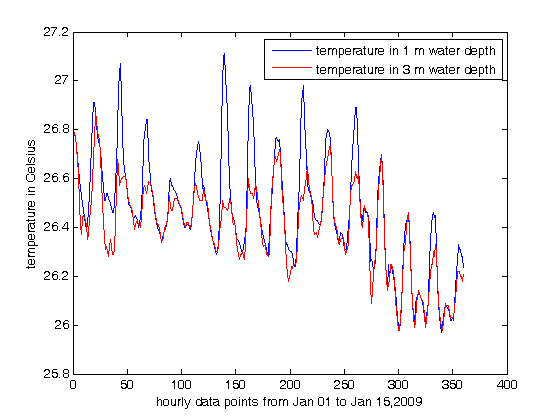 27.2
27
26.8
26.6
26.4
26.2
26
25.8
temperature in Celsius
temperature in 1 m water depth
temperature in 3 m water depth
0 50 100 150 200 250 300 350 400
hourly data points from Jan 01 to Jan 15,2009